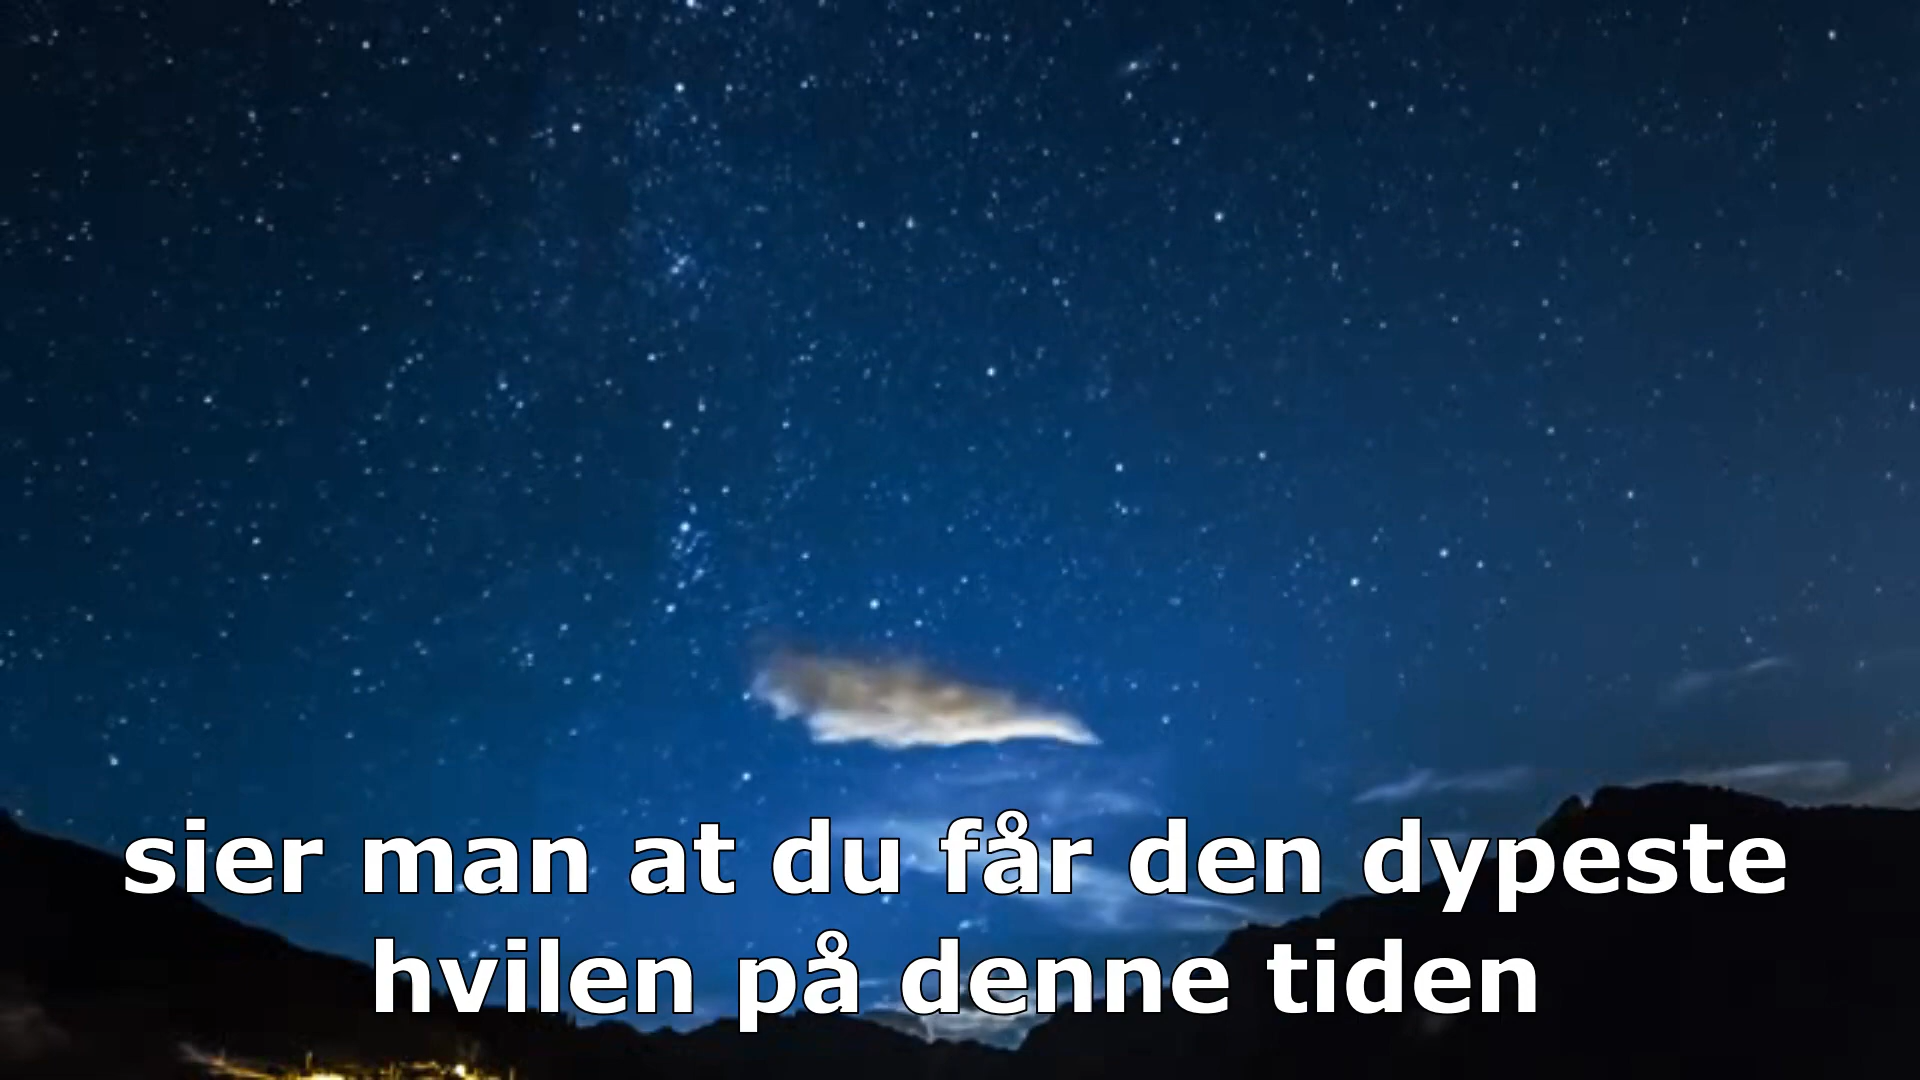 sier man at du får den dypeste
hvilen på denne tiden